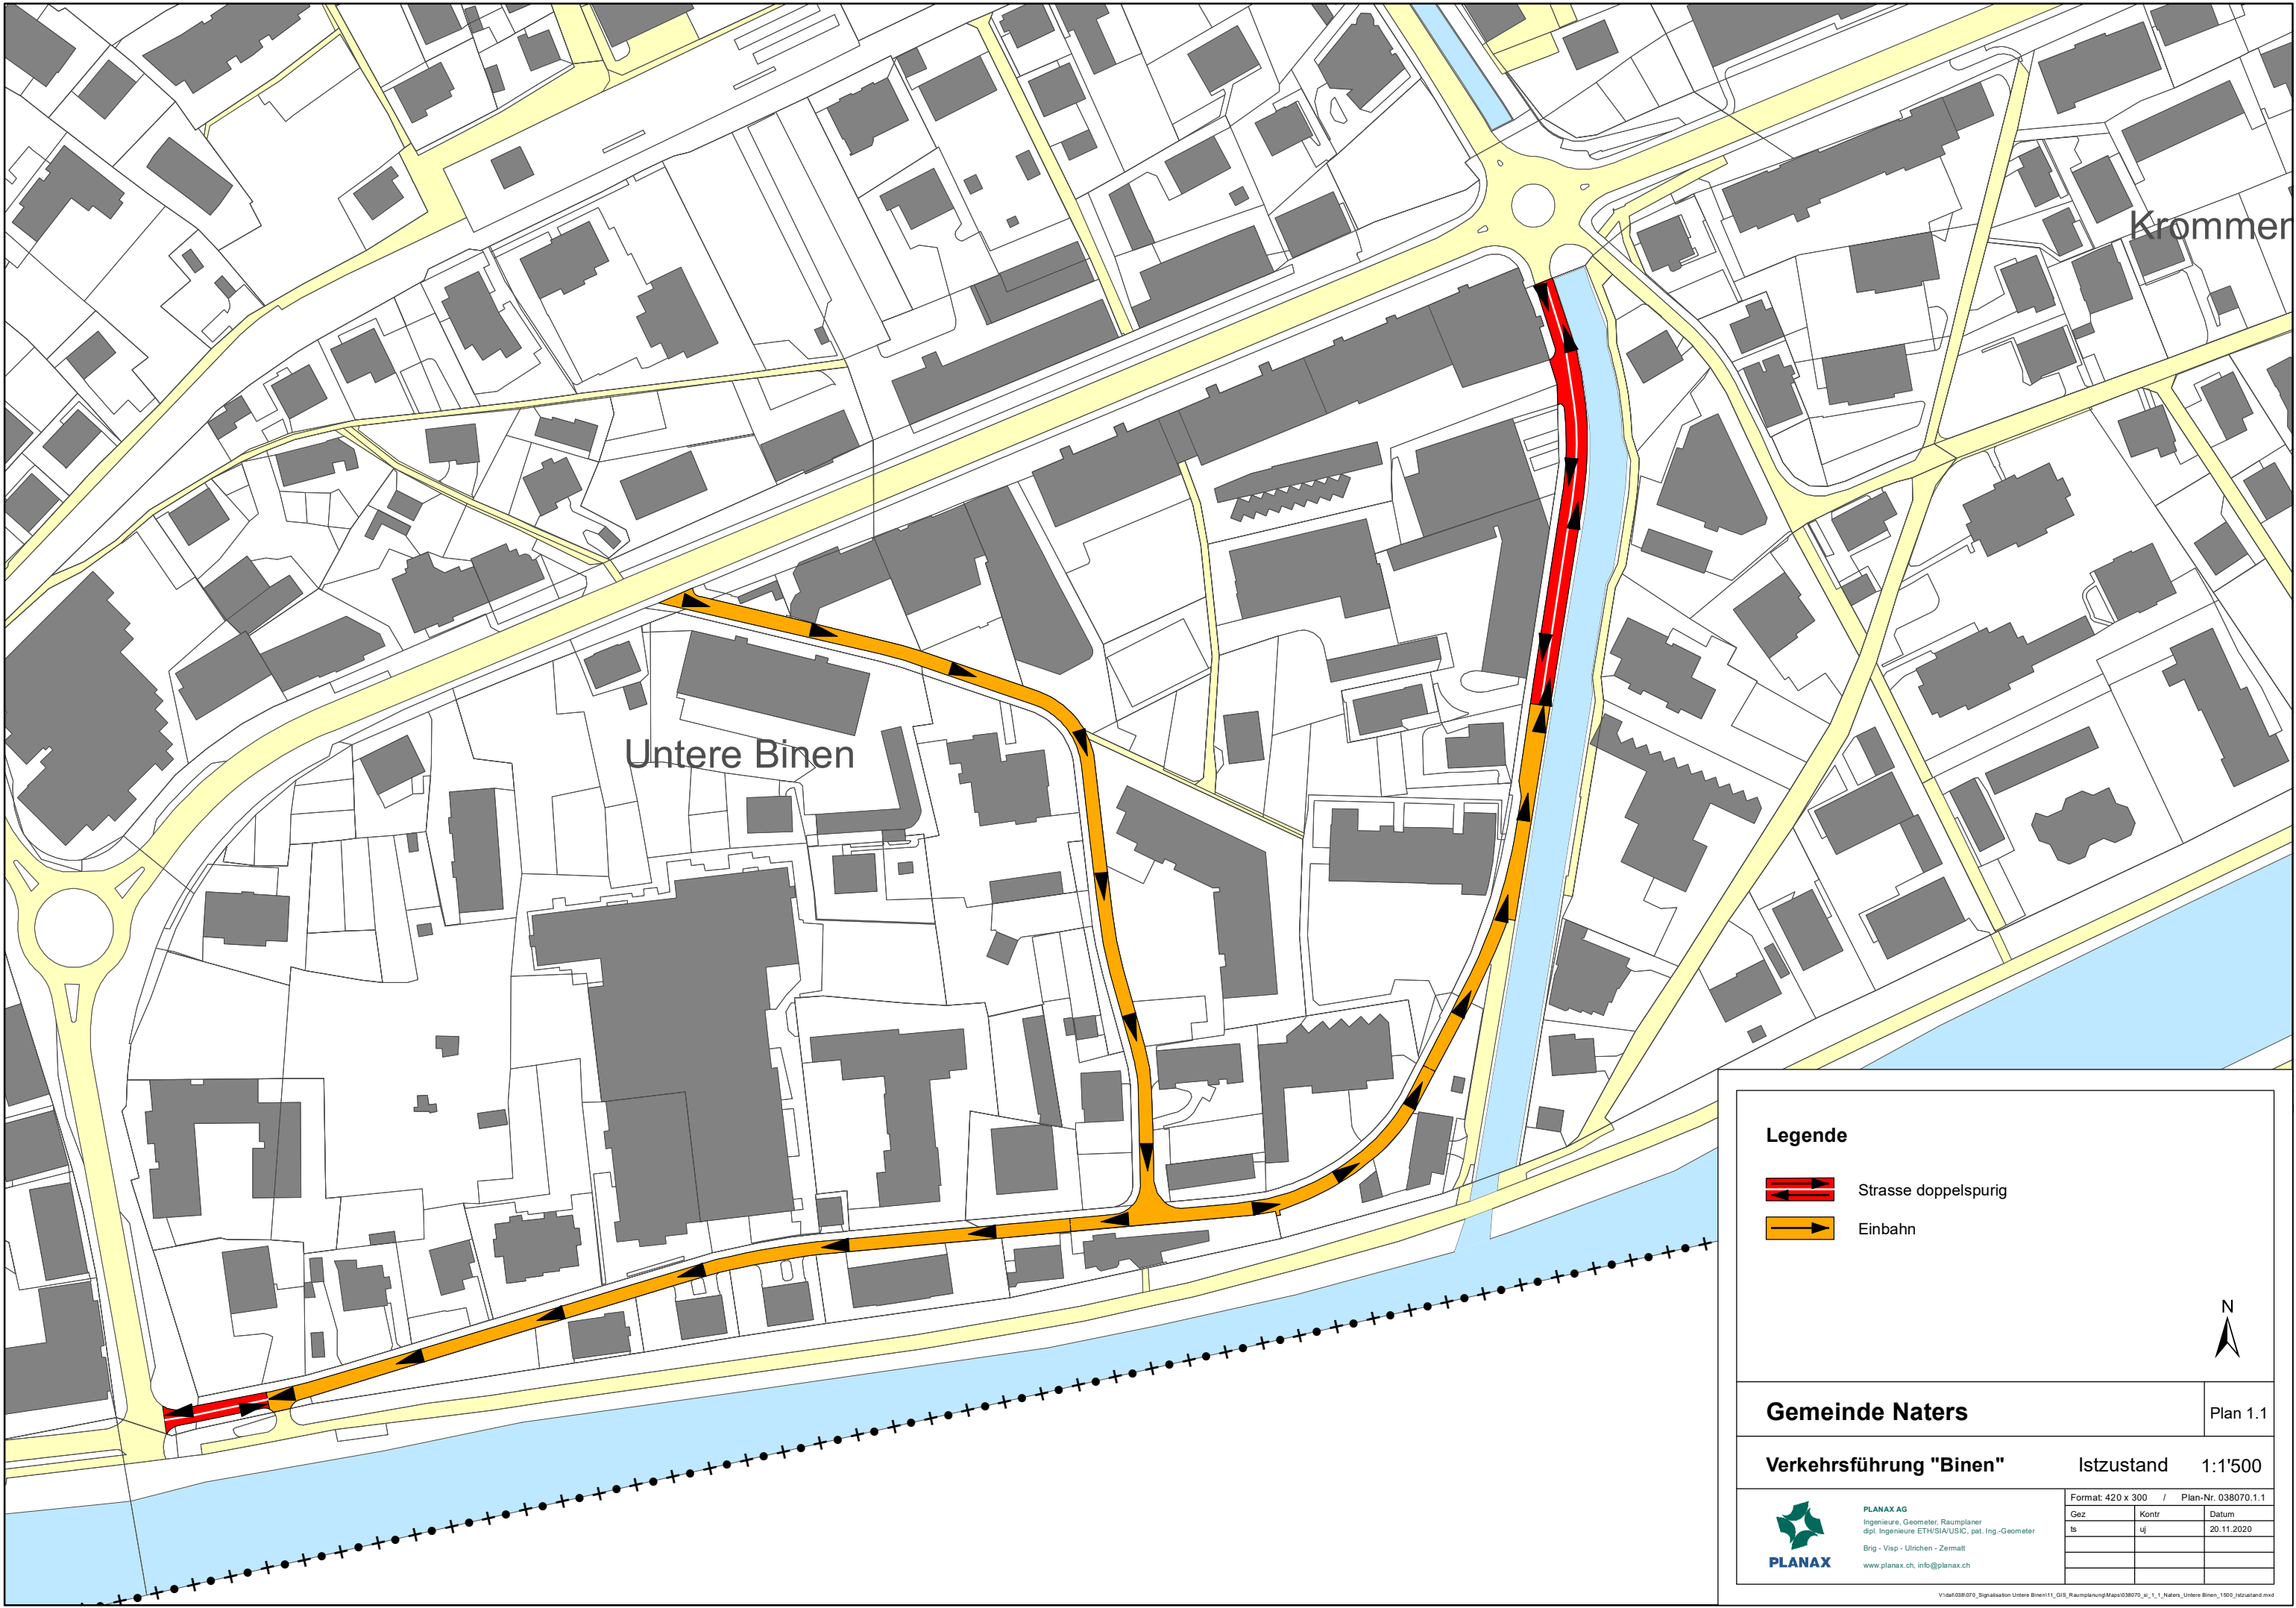 Krommer
Untere Binen
Legende
Strasse doppelspurig
Einbahn
N
Gemeinde Naters
Plan 1.1
Verkehrsführung "Binen"
Istzustand
1:1'500
PLANAX
PLANAX AG
Ingenieure, Geometer, Raumplaner
dipl. Ingenieure ETH/SIA/USIC, pat. Ing.-Geometer
Brig - Visp - Ulrichen - Zermatt
www.planax.ch, info@planax.ch
Format: 420 x 300 / Plan-Nr. 038070.1.1
Gez Kontr Datum
ts uj 20.11.2020